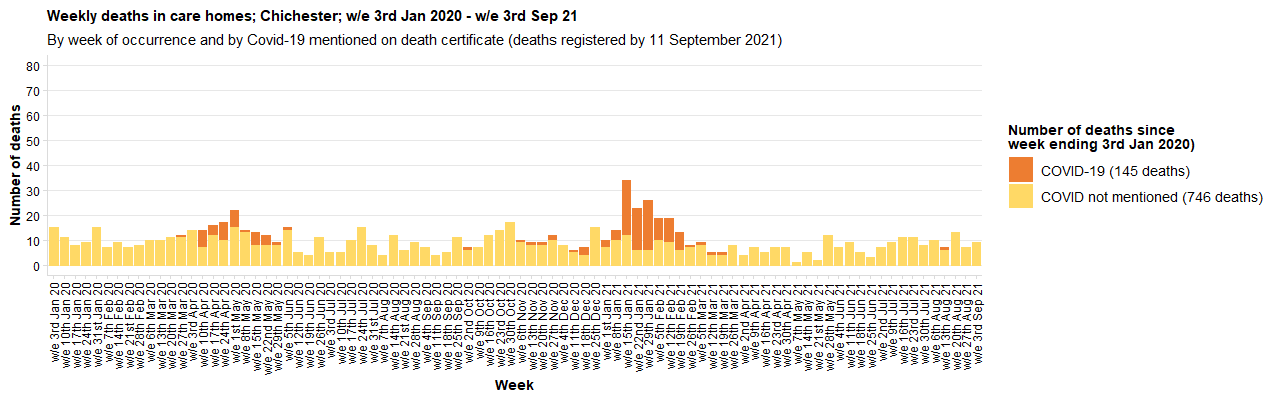 Weekly deaths in care homes; Chichester; w/e 3rd Jan 2020 - w/e 3rd Sep 21
By week of occurrence and by Covid-19 mentioned on death certificate (deaths registered by 11 September 2021)
Number of deaths
80
70
60
50
40
30
20
10
0
w/e 3rd Jan 20
w/e 10th Jan 20
w/e 17th Jan 20
w/e 24th Jan 20
w/e 31st Jan 20
w/e 7th Feb 20
w/e 14th Feb 20
w/e 21st Feb 20
w/e 28th Feb 20
w/e 6th Mar 20
w/e 13th Mar 20
w/e 20th Mar 20
w/e 27th Mar 20
w/e 3rd Apr 20
w/e 10th Apr 20
w/e 17th Apr 20
w/e 24th Apr 20
w/e 1st May 20
w/e 8th May 20
w/e 15th May 20
w/e 22nd May 20
w/e 29th May 20
w/e 5th Jun 20
w/e 12th Jun 20
w/e 19th Jun 20
w/e 26th Jun 20
w/e 3rd Jul 20
w/e 10th Jul 20
w/e 17th Jul 20
w/e 24th Jul 20
w/e 31st Jul 20
w/e 7th Aug 20
w/e 14th Aug 20
w/e 21st Aug 20
w/e 28th Aug 20
w/e 4th Sep 20
w/e 11th Sep 20
w/e 18th Sep 20
w/e 25th Sep 20
w/e 2nd Oct 20
w/e 9th Oct 20
w/e 16th Oct 20
w/e 23rd Oct 20
w/e 30th Oct 20
w/e 6th Nov 20
w/e 13th Nov 20
w/e 20th Nov 20
w/e 27th Nov 20
w/e 4th Dec 20
w/e 11th Dec 20
w/e 18th Dec 20
w/e 25th Dec 20
w/e 1st Jan 21
w/e 8th Jan 21
w/e 15th Jan 21
w/e 22nd Jan 21
w/e 29th Jan 21
w/e 5th Feb 21
w/e 12th Feb 21
w/e 19th Feb 21
w/e 26th Feb 21
w/e 5th Mar 21
w/e 12th Mar 21
w/e 19th Mar 21
w/e 26th Mar 21
w/e 2nd Apr 21
w/e 9th Apr 21
w/e 16th Apr 21
w/e 23rd Apr 21
w/e 30th Apr 21
w/e 7th May 21
w/e 14th May 21
w/e 21st May 21
w/e 28th May 21
w/e 4th Jun 21
w/e 11th Jun 21
w/e 18th Jun 21
w/e 25th Jun 21
w/e 2nd Jul 21
w/e 9th Jul 21
w/e 16th Jul 21
w/e 23rd Jul 21
w/e 30th Jul 21
w/e 6th Aug 21
w/e 13th Aug 21
w/e 20th Aug 21
w/e 27th Aug 21
w/e 3rd Sep 21
Week
Number of deaths since
week ending 3rd Jan 2020)
COVID-19 (145 deaths)
COVID not mentioned (746 deaths)